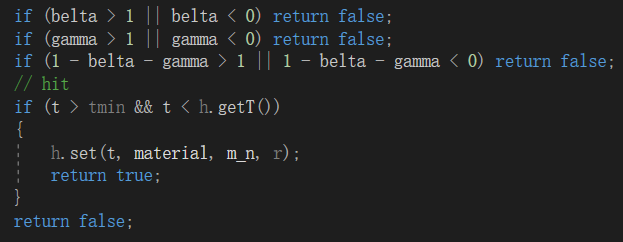 if (belta > 1 || belta < 0) return false;
if (gamma > 1 || gamma < 0) return false;
if (1 - belta - gamma > 1 || 1 - belta - gamma < 0) return false;
// hit
if (t > tmin && t < h.getT())
{
h.set(t, material, m_n, r);
return true;
}
return false;